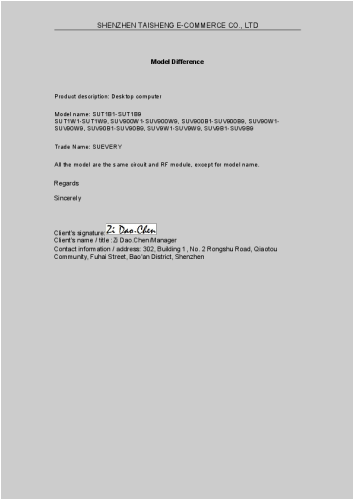 SHENZHEN TAISHENG E-COMMERCE CO., LTD
Model Difference
Product description: Desktop computer
Model name: SUT1B1-SUT1B9
SUT1W1-SUT1W9, SUV900W1-SUV900W9, SUV900B1-SUV900B9, SUV90W1-
SUV90W9, SUV90B1-SUV90B9, SUV9W1-SUV9W9, SUV9B1-SUV9B9
Trade Name: SUEVERY
All the model are the same circuit and RF module, except for model name.
Regards
Sincerely
Client's signature: Zi Dao.Chen
Client's name / title :Zi Dao.Chen/Manager
Contact information / address: 302, Building 1, No. 2 Rongshu Road, Qiaotou
Community, Fuhai Street, Bao'an District, Shenzhen